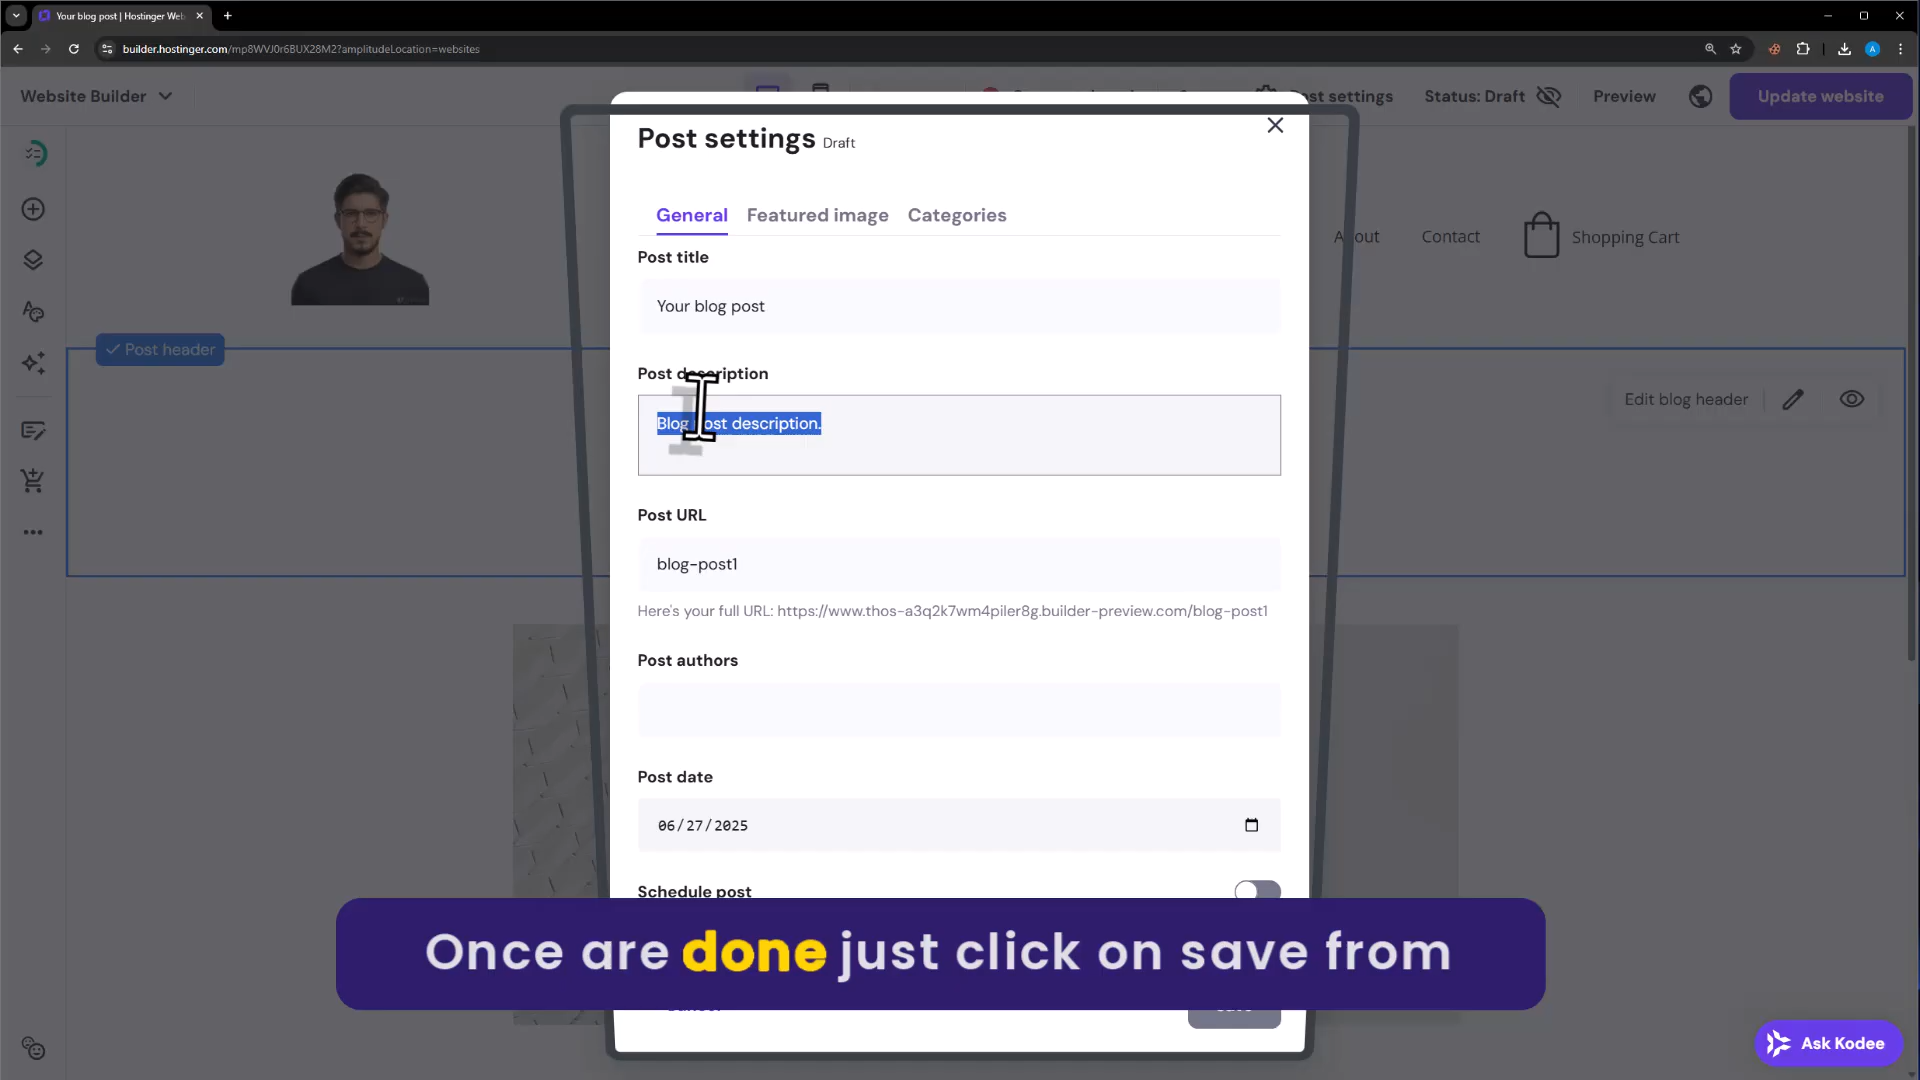 Your blog post | Hostinger Web
builder.hostinger.com/mp8WVJ0r6BUX28M2?amplitudeLocation=websites
Website Builder
Post settings
Status: Draft
Preview
Update website
About
Contact
Shopping Cart
Post header
Edit blog header
Post settings Draft
General
Featured image
Categories
Post title
Your blog post
Post description
Blog post description.
Post URL
blog-post1
Here's your full URL: https://www.thos-a3q2k7wm4piler8g.builder-preview.com/blog-post1
Post authors
Post date
06/27/2025
Schedule post
Once are done just click on save from
Ask Kodee